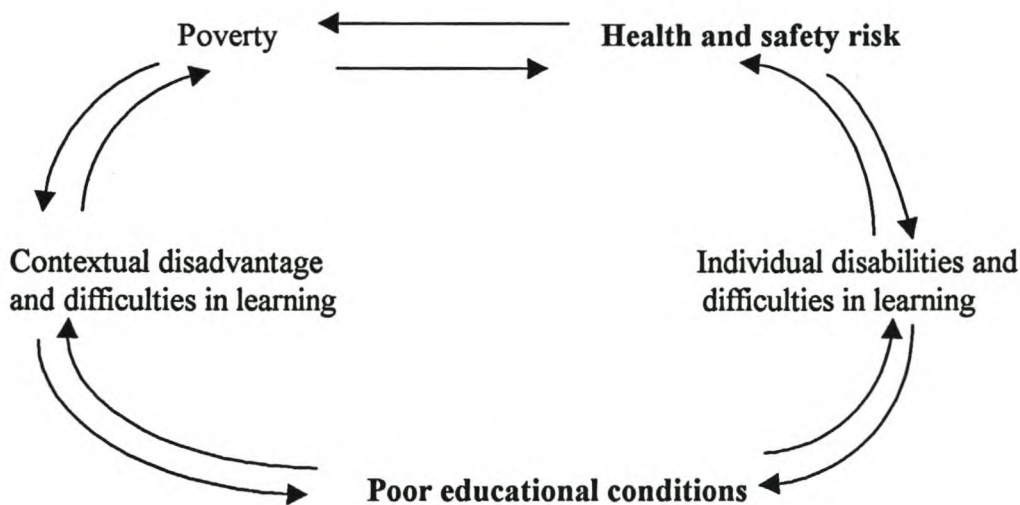 Poverty
Health and safety risk
Contextual disadvantage
and difficulties in learning
Individual disabilities and
difficulties in learning
Poor educational conditions